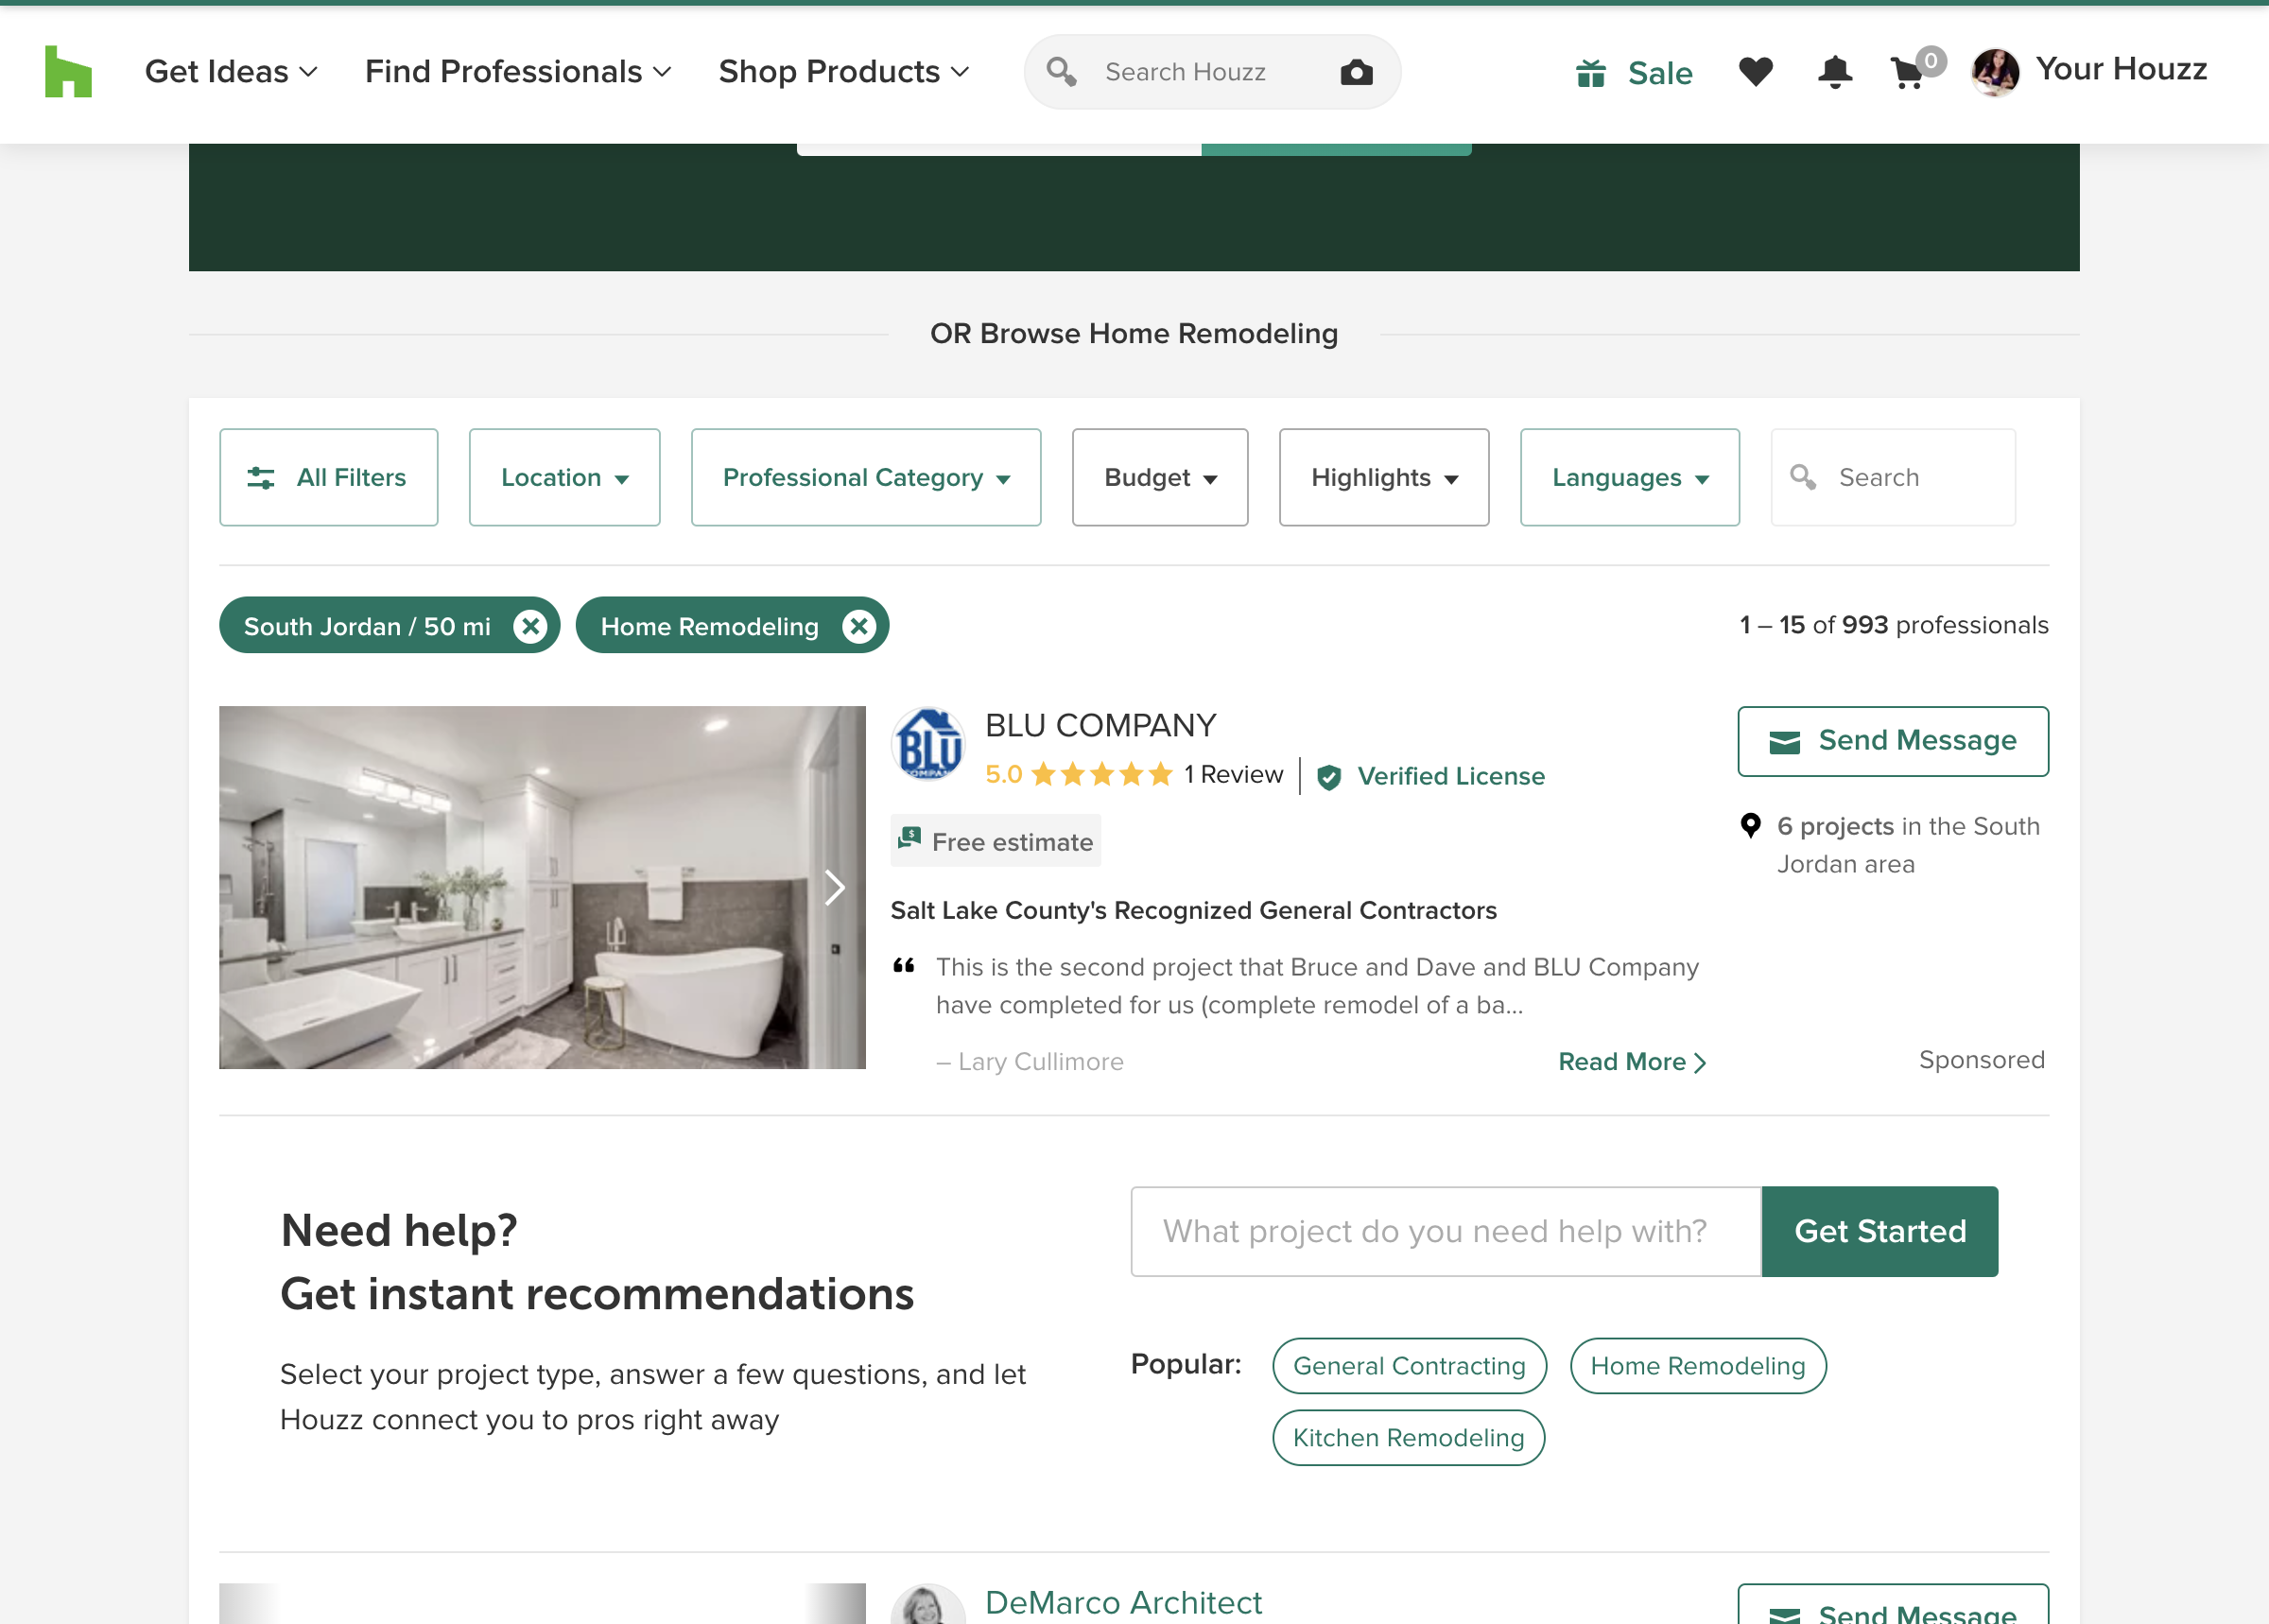 Get Ideas
Find Professionals
Shop Products
Search Houzz
Sale
0
Your Houzz
OR Browse Home Remodeling
All Filters
Location
Professional Category
Budget
Highlights
Languages
Search
South Jordan / 50 mi
Home Remodeling
1 – 15 of 993 professionals
BLU
COMPANY
BLU COMPANY
5.0
1 Review
Verified License
Send Message
$
Free estimate
6 projects in the South
Jordan area
Salt Lake County's Recognized General Contractors
“ This is the second project that Bruce and Dave and BLU Company
have completed for us (complete remodel of a ba...
– Lary Cullimore
Read More
Sponsored
Need help?
Get instant recommendations
Select your project type, answer a few questions, and let
Houzz connect you to pros right away
What project do you need help with?
Get Started
Popular:
General Contracting
Home Remodeling
Kitchen Remodeling
DeMarco Architect
Send Message